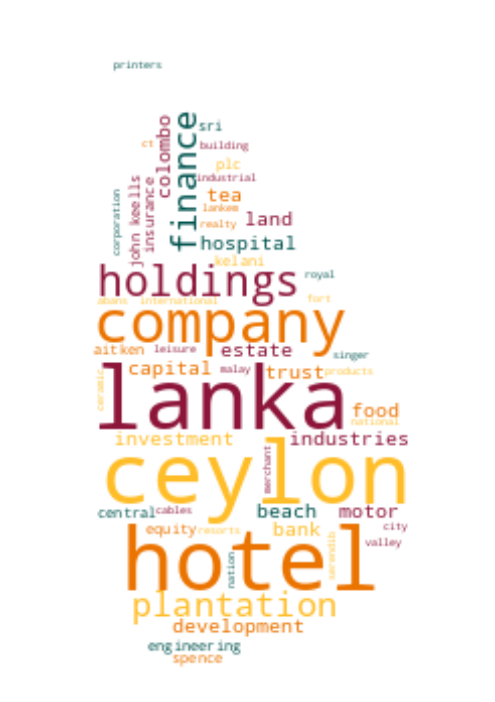 printers
finance
colombo
sri
ct
building
plc
industrial
john keells
insurance
corporation
tea
lankem
realty
land
hospital
kelani
holdings
royal
abans
international
fort
company
aitken
leisure
estate
singer
capital
malay
trust
products
ceramic
lanka
food
national
investment
industries
ceylon
merchant
central
cables
beach
motor
equity
resorts
bank
city
valley
hotel
nation
serendib
plantation
development
engineering
spence